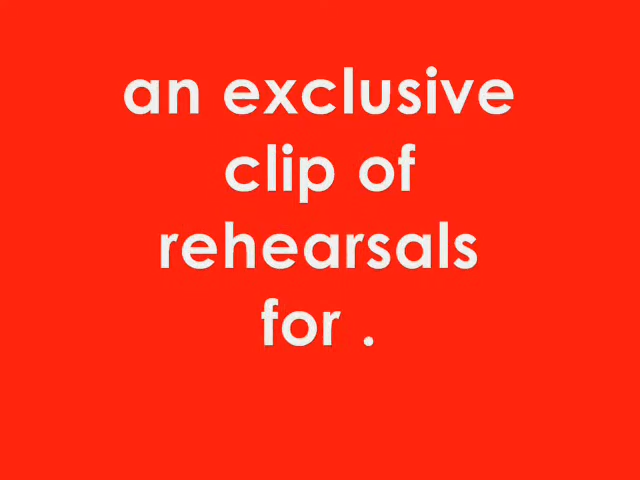 an exclusive
clip of
rehearsals
for .